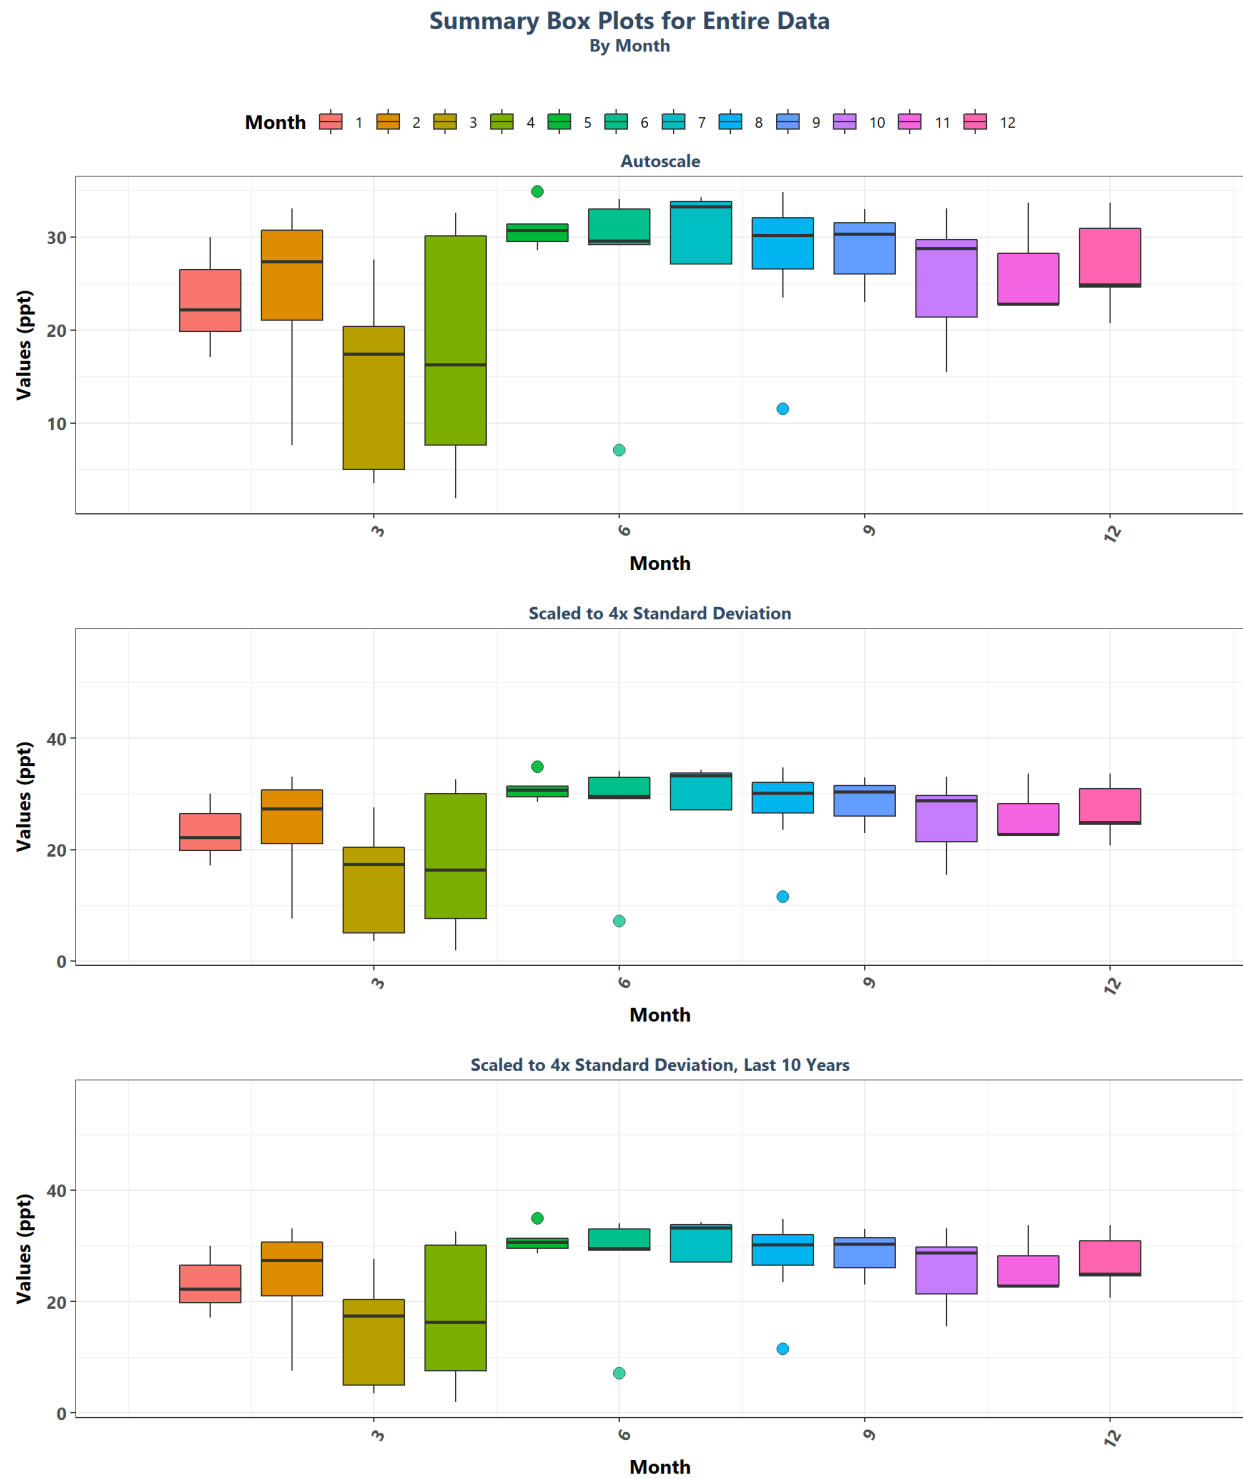 Summary Box Plots for Entire Data
By Month
Month 1 2 3 4 5 6 7 8 9 10 11 12
Autoscale
Values (ppt)
30
20
10
3 6 9 12
Month
Scaled to 4x Standard Deviation
Values (ppt)
40
20
0
3 6 9 12
Month
Scaled to 4x Standard Deviation, Last 10 Years
Values (ppt)
40
20
0
3 6 9 12
Month